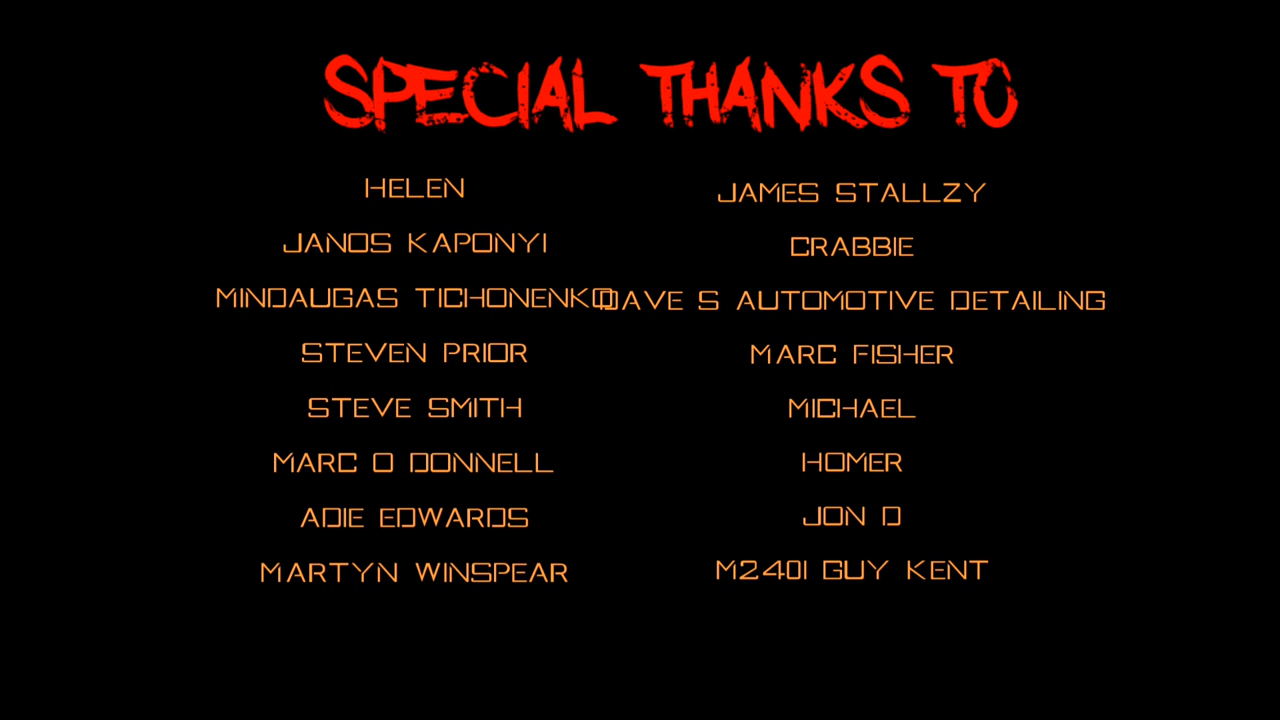 SPECIAL THANKS TO
HELEN
JANOS KAPONYI
MINDAUGAS TICHONENKO
STEVEN PRIOR
STEVE SMITH
MARC O DONNELL
ADIE EDWARDS
MARTYN WINSPEAR
JAMES STALLZY
CRABBIE
DAVE S AUTOMOTIVE DETAILING
MARC FISHER
MICHAEL
HOMER
JON D
M240I GUY KENT